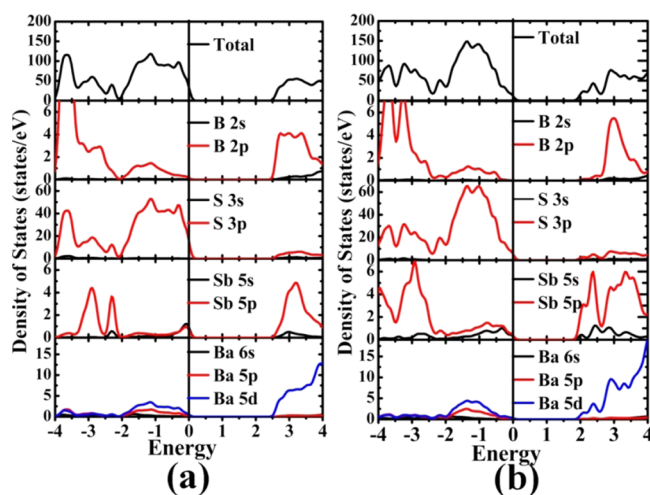 200
150
100
50
0
Total
6
4
2
0
B 2s
B 2p
60
40
20
0
S 3s
S 3p
6
4
2
0
Sb 5s
Sb 5p
15
10
5
0
Ba 6s
Ba 5p
Ba 5d
-4 -3 -2 -1 0 1 2 3 4
Energy
Density of States (states/eV)
(a)
200
150
100
50
0
Total
6
4
2
0
B 2s
B 2p
60
40
20
0
S 3s
S 3p
6
4
2
0
Sb 5s
Sb 5p
15
10
5
0
Ba 6s
Ba 5p
Ba 5d
-4 -3 -2 -1 0 1 2 3 4
Energy
Density of States (states/eV)
(b)